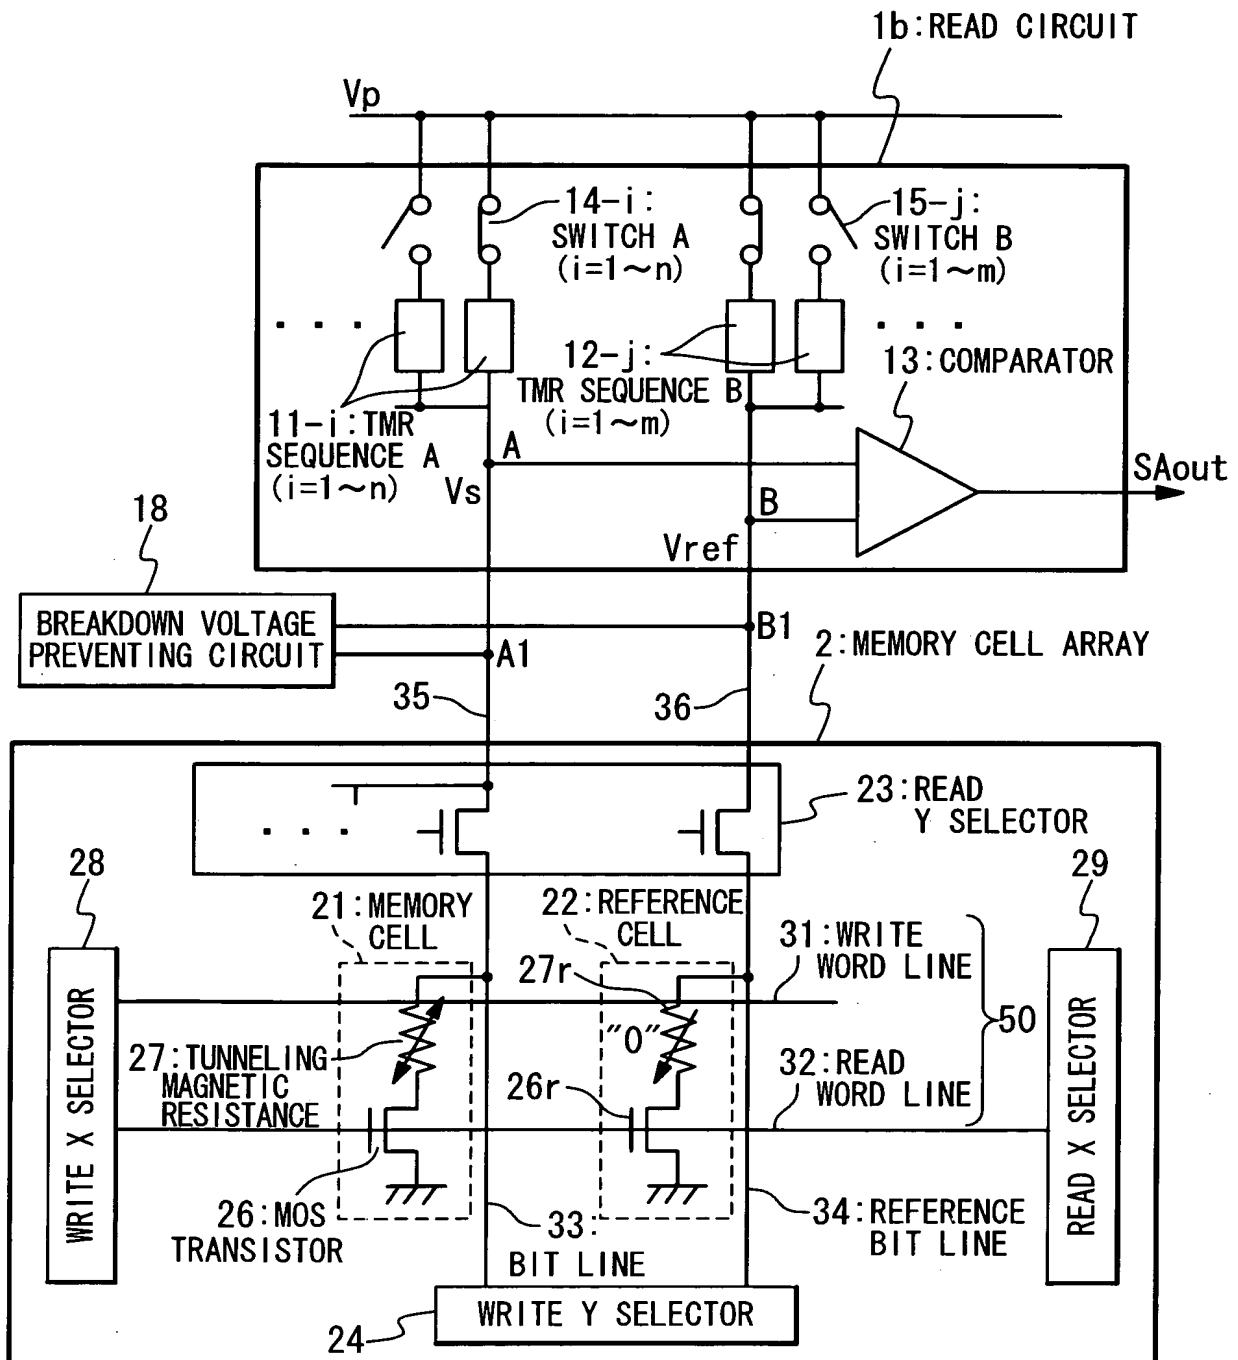 1b:READ CIRCUIT
Vp
14-i:
SWITCH A
(i=1~n)
15-j:
SWITCH B
(i=1~m)
. . .
. . .
12-j:
TMR SEQUENCE B
(i=1~m)
13:COMPARATOR
11-i:TMR
SEQUENCE A
(i=1~n)
A
Vs
B
Vref
SAout
18
BREAKDOWN VOLTAGE
PREVENTING CIRCUIT
B1
A1
2:MEMORY CELL ARRAY
35
36
23:READ
Y SELECTOR
. . .
28
29
21:MEMORY
CELL
22:REFERENCE
CELL
31:WRITE
WORD LINE
27r
"0"
50
WRITE X SELECTOR
READ X SELECTOR
27:TUNNELING
MAGNETIC
RESISTANCE
26r
32:READ
WORD LINE
26:MOS
TRANSISTOR
33:
BIT LINE
34:REFERENCE
BIT LINE
WRITE Y SELECTOR
24